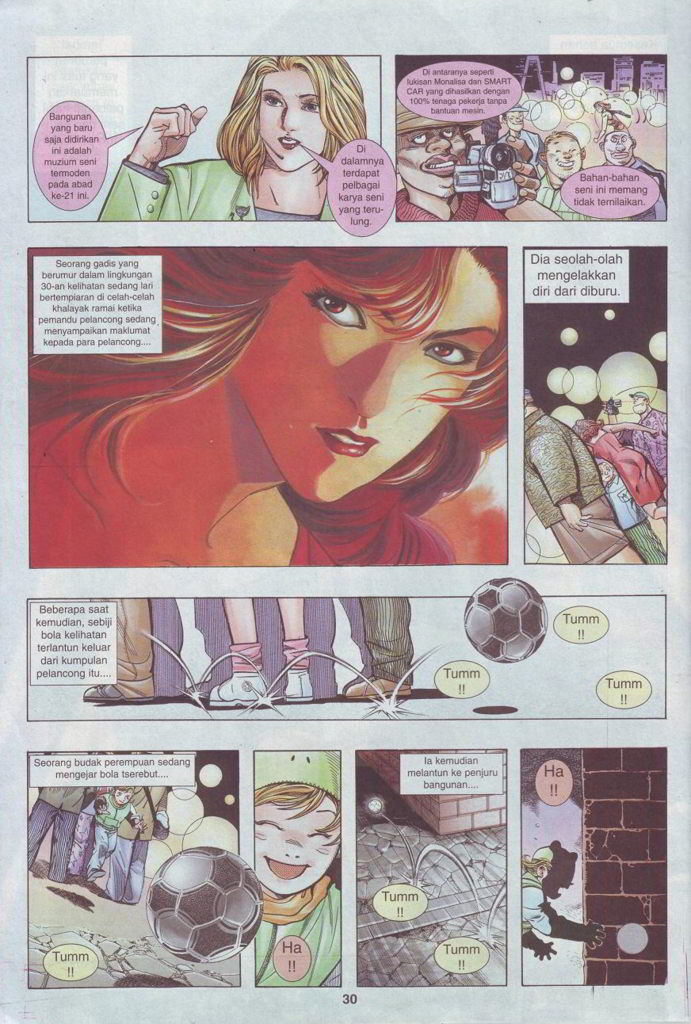 Bangunan
yang baru
saja didirikan
ini adalah
muzium seni
termoden
pada abad
ke-21 ini.
Di
dalamnya
terdapat
pelbagai
karya seni
yang teru-
lung.
Di antaranya seperti
lukisan Monalisa dan SMART
CAR yang dihasilkan dengan
100% tenaga pekerja tanpa
bantuan mesin.
Bahan-bahan
seni ini memang
tidak ternilaikan.
Seorang gadis yang
berumur dalam lingkungan
30-an kelihatan sedang lari
bertempiaran di celah-celah
khalayak ramai ketika
pemandu pelancong sedang
menyampaikan maklumat
kepada para pelancong....
Dia seolah-olah
mengelakkan
diri dari diburu.
Beberapa saat
kemudian, sebiji
bola kelihatan
terlantun keluar
dari kumpulan
pelancong itu....
Tumm
!!
Tumm
!!
Tumm
!!
Seorang budak perempuan sedang
mengejar bola tserebut....
Tumm
!!
Ha
!!
Ia kemudian
melantun ke penjuru
bangunan....
Tumm
!!
Tumm
!!
Ha
!!
30